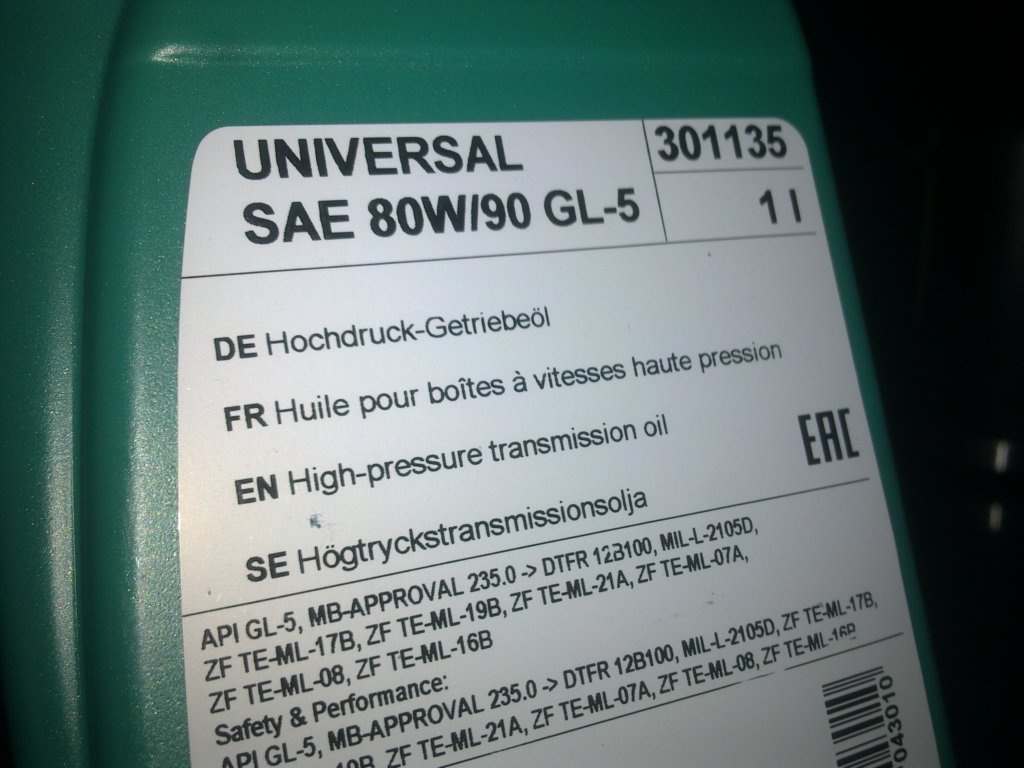 UNIVERSAL
301135
SAE 80W/90 GL-5
1 l
DE Hochdruck-Getriebeöl
FR Huile pour boîtes à vitesses haute pression
EN High-pressure transmission oil
EAC
SE Högtryckstransmissionsolja
API GL-5, MB-APPROVAL 235.0 -> DTFR 12B100, MIL-L-2105D,
ZF TE-ML-17B, ZF TE-ML-19B, ZF TE-ML-21A, ZF TE-ML-07A,
ZF TE-ML-08, ZF TE-ML-16B
Safety & Performance:
API GL-5, MB-APPROVAL 235.0 -> DTFR 12B100, MIL-L-2105D, ZF TE-ML-17B,
ZF TE-ML-21A, ZF TE-ML-07A, ZF TE-ML-08, ZF TE-ML-16B
043010